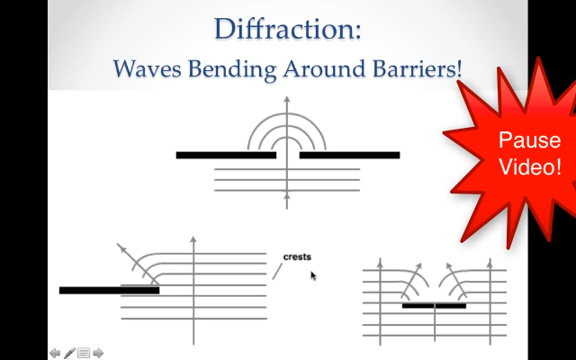 Diffraction:
Waves Bending Around Barriers!
Pause
Video!
crests